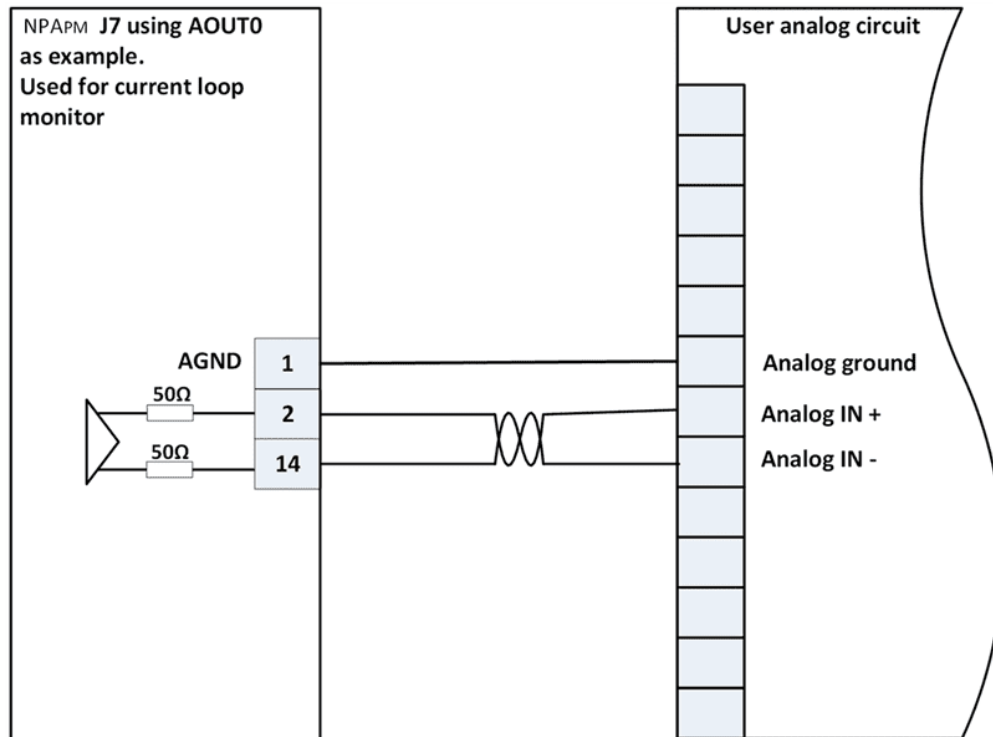 NPAPM J7 using AOUT0
as example.
Used for current loop
monitor
User analog circuit
AGND
1
Analog ground
50Ω
2
Analog IN +
50Ω
14
Analog IN -